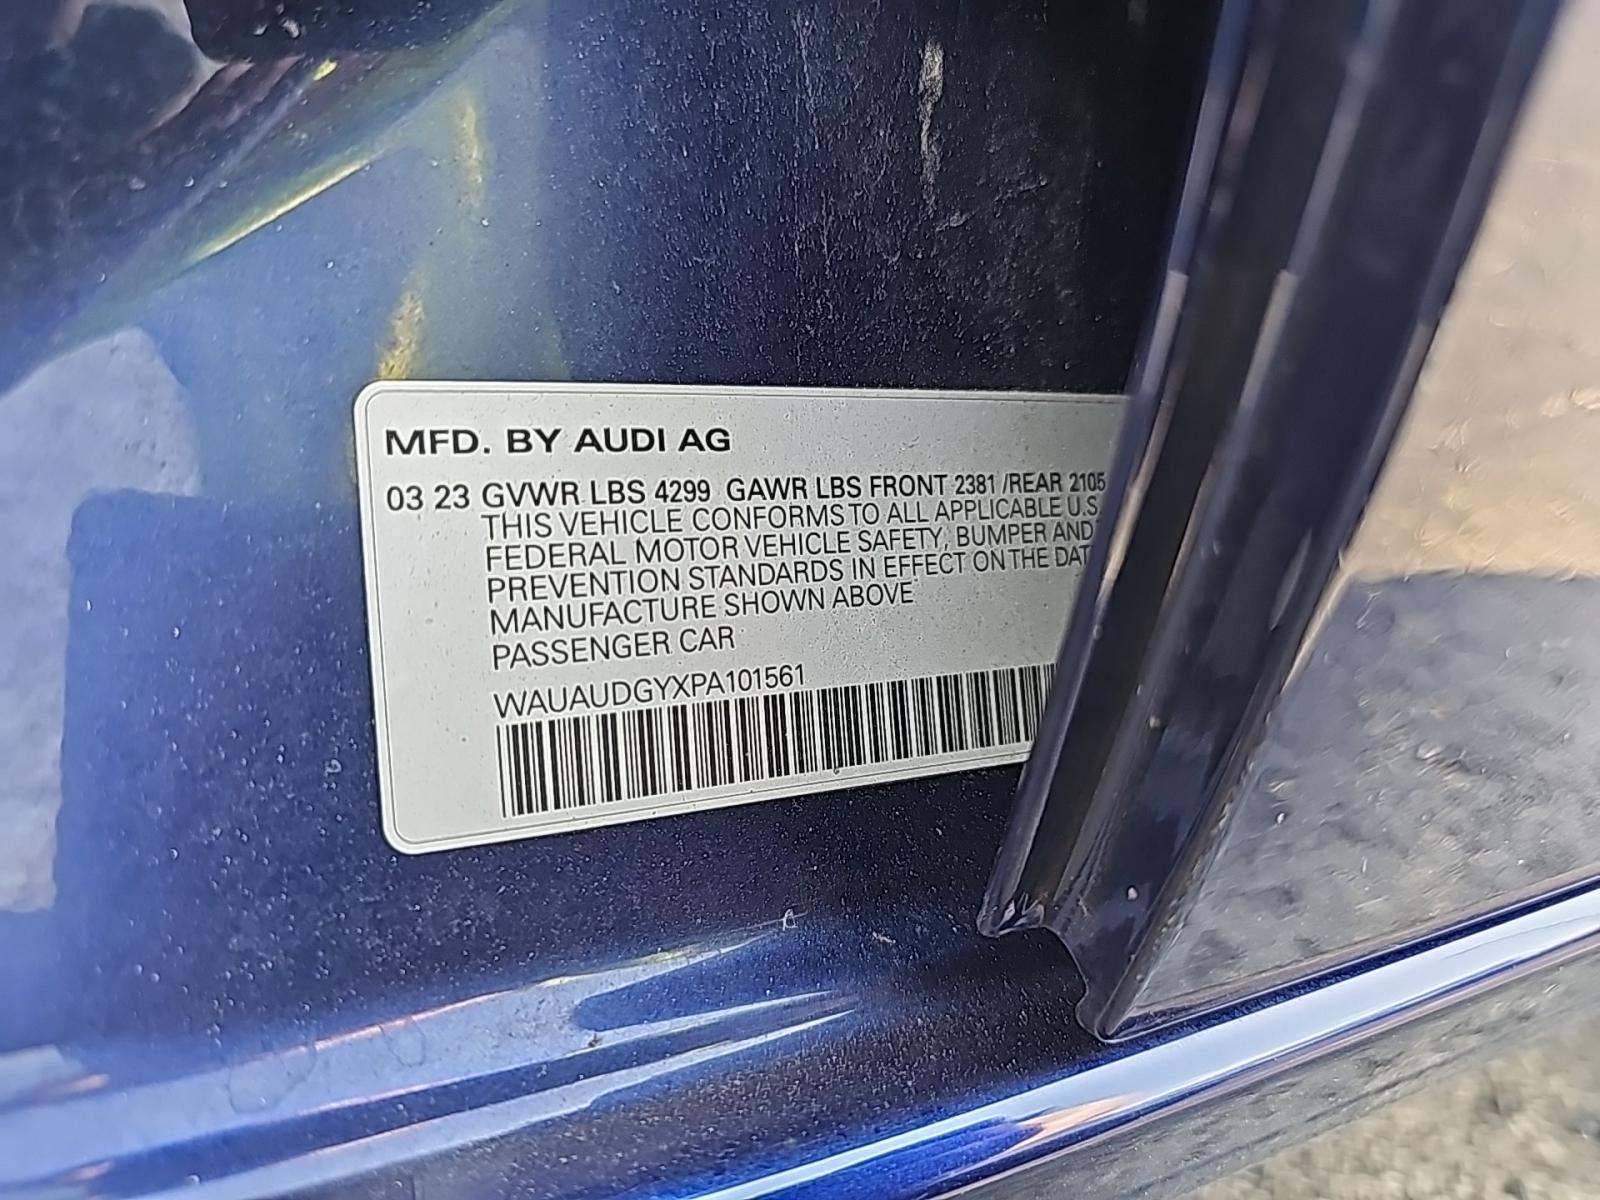 MFD. BY AUDI AG
03 23 GVWR LBS 4299 GAWR LBS FRONT 2381 /REAR 2105
THIS VEHICLE CONFORMS TO ALL APPLICABLE U.S
FEDERAL MOTOR VEHICLE SAFETY, BUMPER AND
PREVENTION STANDARDS IN EFFECT ON THE DAT
MANUFACTURE SHOWN ABOVE
PASSENGER CAR
WAUAUDGYXPA101561